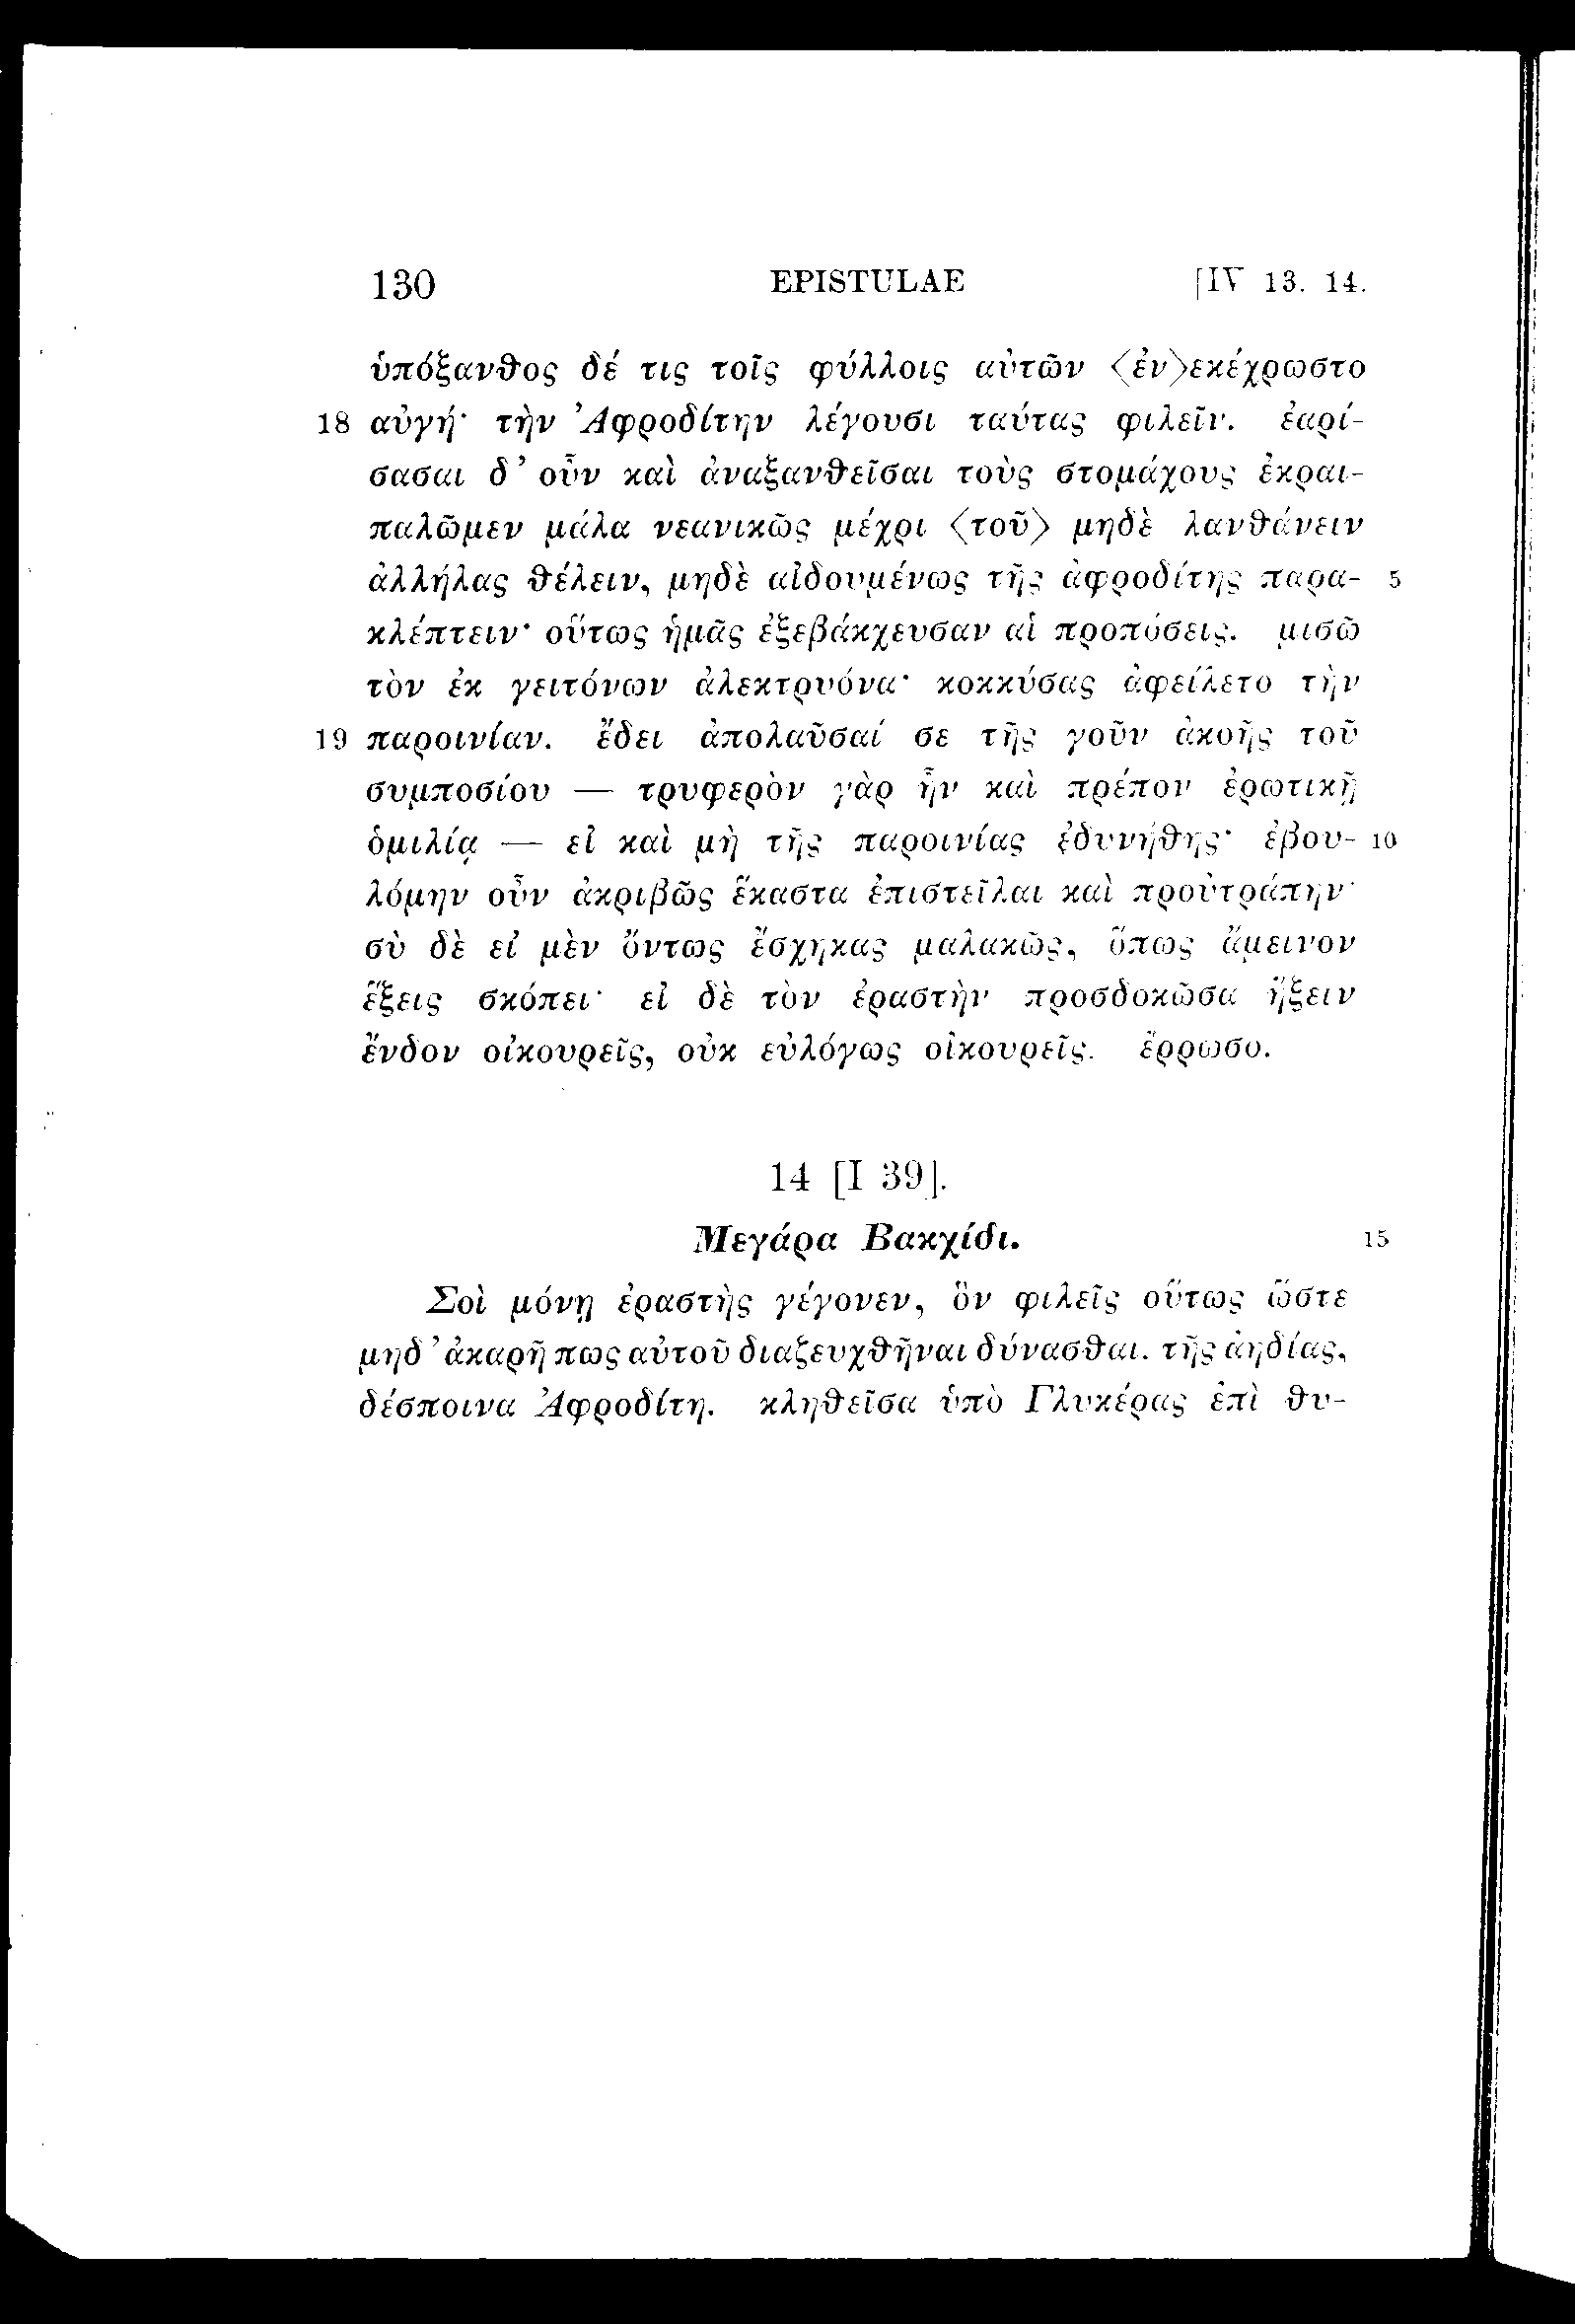 130 EPISTULAE [IV 13. 14.
ὑπόξανθος δέ τις τοῖς φύλλοις αὐτῶν ⟨ἐν⟩εκέχρωστο
18 αὐγή· τὴν Ἀφροδίτην λέγουσι ταύτας φιλεῖν. ἐαρί-
σασαι δ’ οὖν καὶ ἀναξανθεῖσαι τοὺς στομάχους ἐκραι-
παλῶμεν μάλα νεανικῶς μέχρι ⟨τοῦ⟩ μηδὲ λανθάνειν
ἀλλήλας θέλειν, μηδὲ αἰδουμένως τῆς ἀφροδίτης παρα- 5
κλέπτειν· οὕτως ἡμᾶς ἐξεβάκχευσαν αἱ προπόσεις. μισῶ
τὸν ἐκ γειτόνων ἀλεκτρυόνα· κοκκύσας ἀφείλετο τὴν
19 παροινίαν. ἔδει ἀπολαῦσαί σε τῆς γοῦν ἀκοῆς τοῦ
συμποσίου — τρυφερὸν γὰρ ἦν καὶ πρέπον ἐρωτικῇ
ὁμιλίᾳ — εἰ καὶ μὴ τῆς παροινίας ἐδυνήθης· ἐβου- 10
λόμην οὖν ἀκριβῶς ἕκαστα ἐπιστεῖλαι καὶ προὐτράπην·
σὺ δὲ εἰ μὲν ὄντως ἔσχηκας μαλακῶς, ὅπως ἄμεινον
ἕξεις σκόπει· εἰ δὲ τὸν ἐραστὴν προσδοκῶσα ἥξειν
ἔνδον οἰκουρεῖς, οὐκ εὐλόγως οἰκουρεῖς. ἔρρωσο.
14 [I 39].
Μεγάρα Βακχίδι. 15
Σοὶ μόνῃ ἐραστὴς γέγονεν, ὃν φιλεῖς οὕτως ὥστε
μηδ’ ἀκαρῆ πως αὐτοῦ διαζευχθῆναι δύνασθαι. τῆς ἀηδίας,
δέσποινα Ἀφροδίτη. κληθεῖσα ὑπὸ Γλυκέρας ἐπὶ θυ-